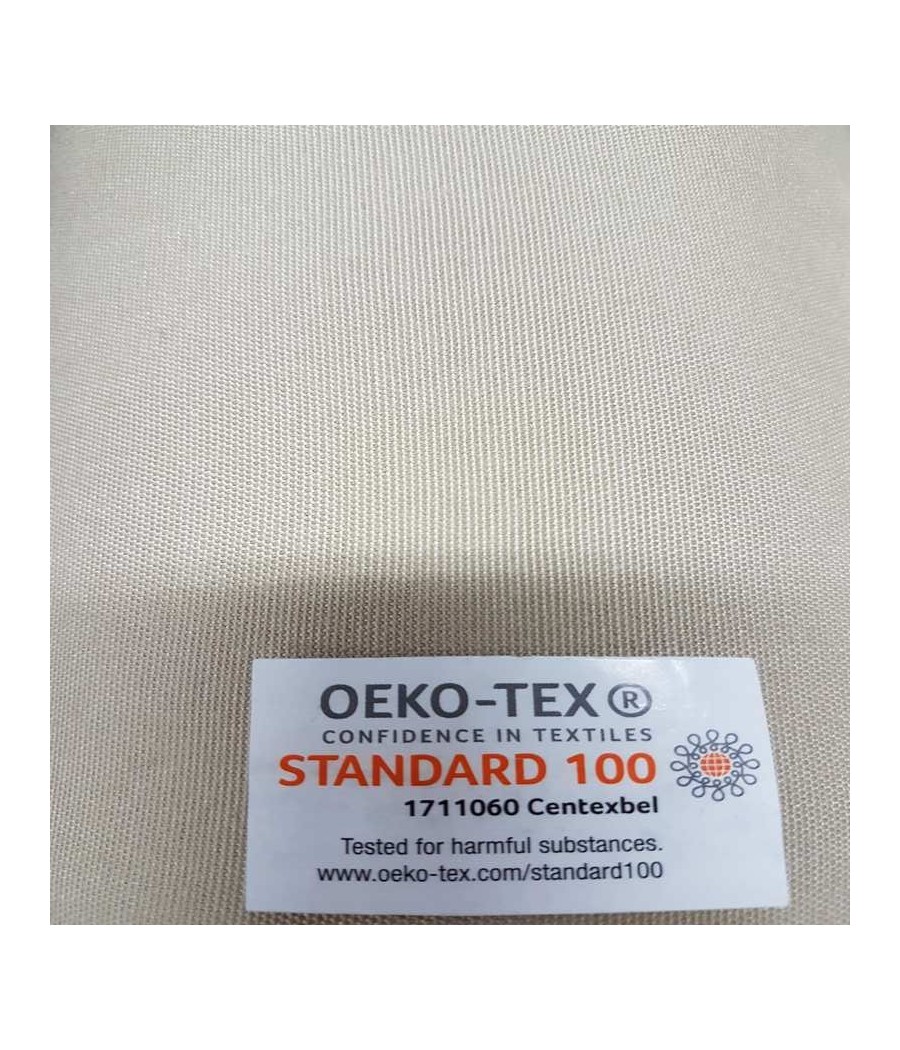 OEKO-TEX®
CONFIDENCE IN TEXTILES
STANDARD 100
1711060 Centexbel
Tested for harmful substances.
www.oeko-tex.com/standard100